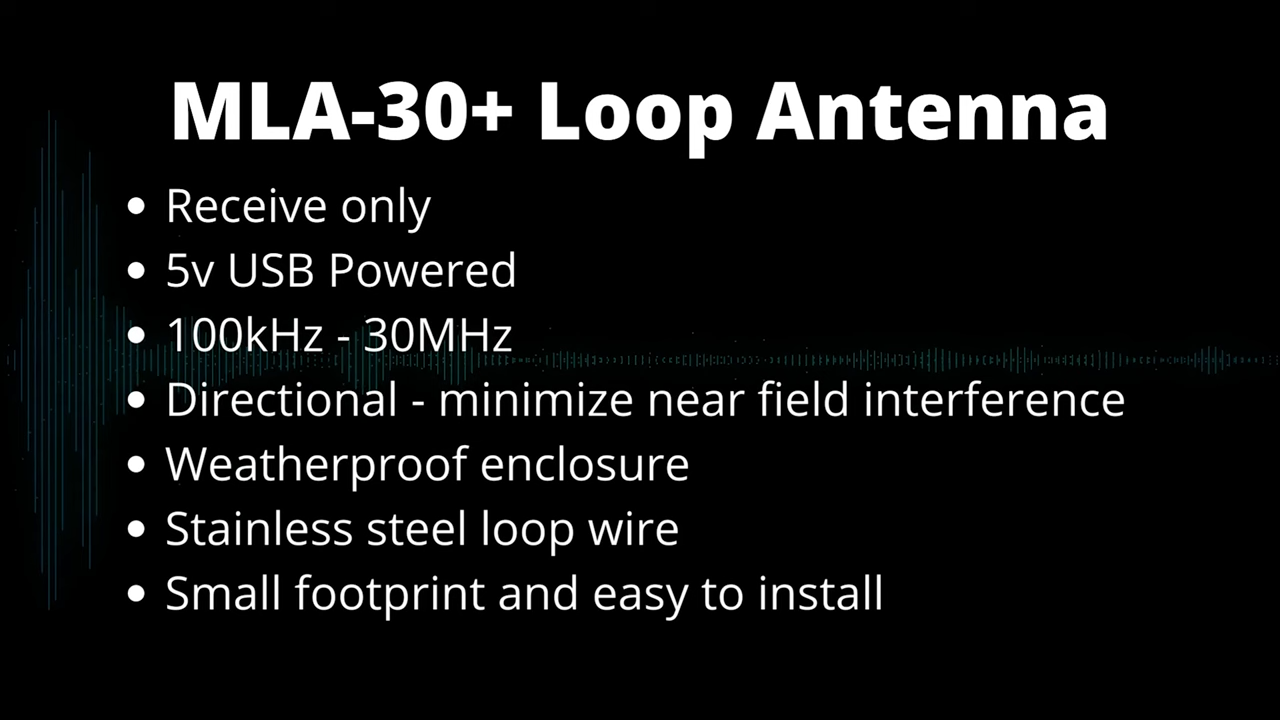 MLA-30+ Loop Antenna
• Receive only
• 5v USB Powered
• 100kHz - 30MHz
• Directional - minimize near field interference
• Weatherproof enclosure
• Stainless steel loop wire
• Small footprint and easy to install